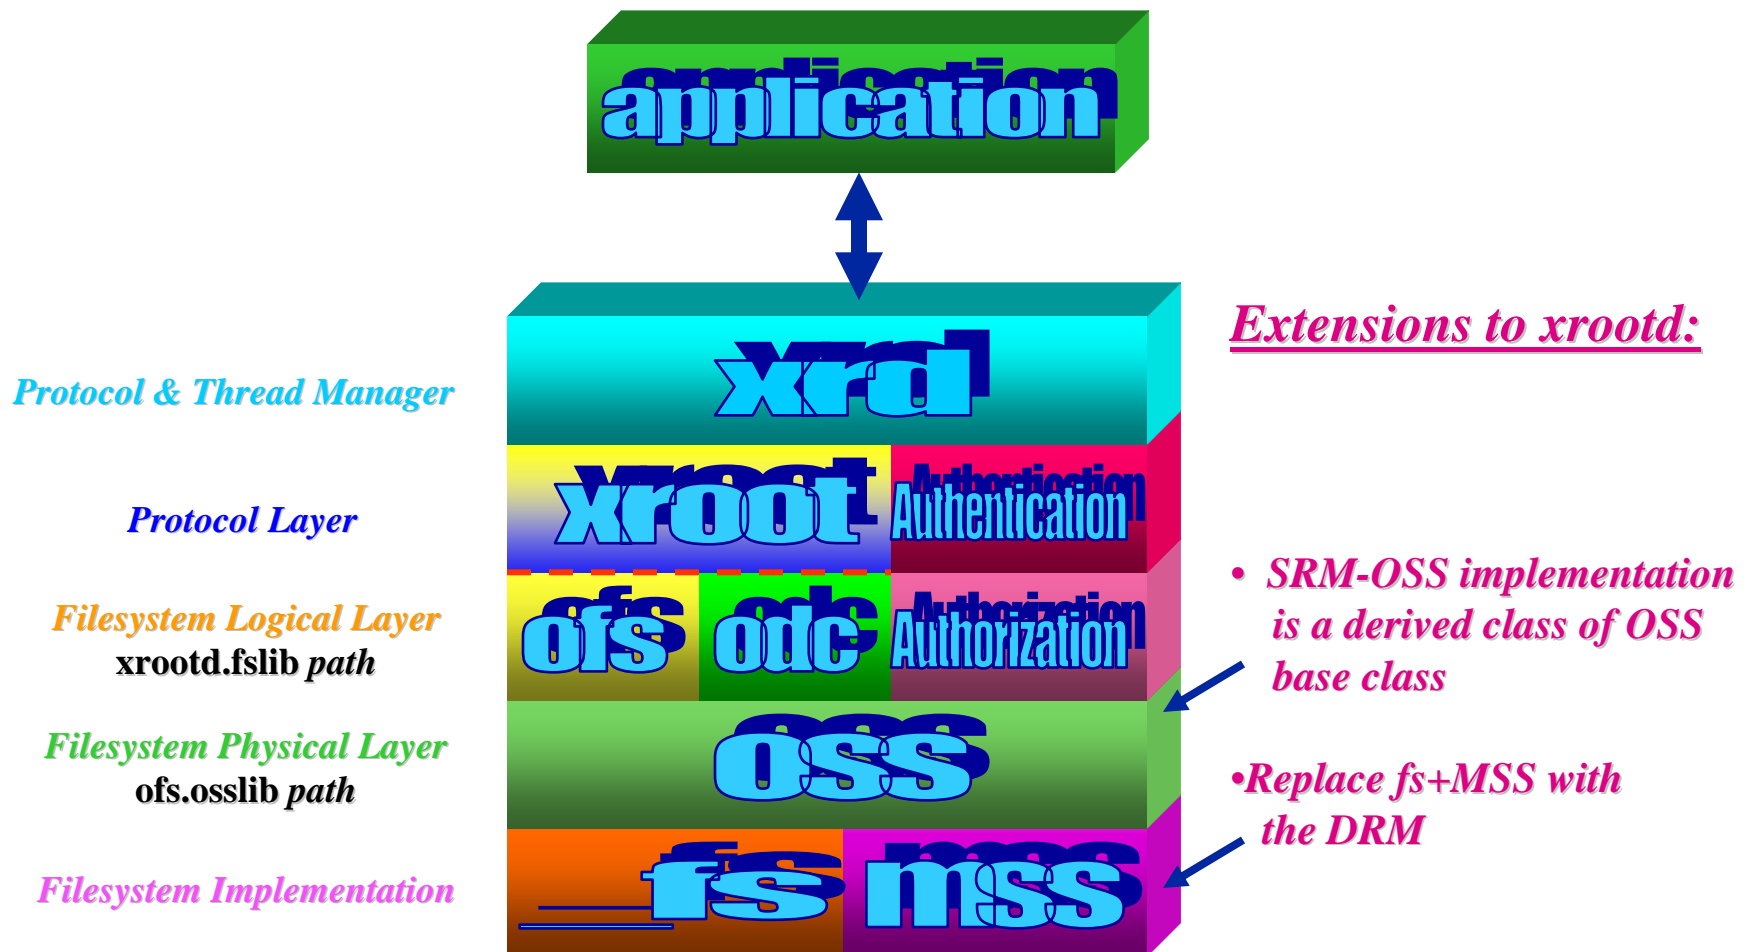 application
xrd
Extensions to xrootd:
Protocol & Thread Manager
xroot Authentication
Protocol Layer
ofs odc Authorization
Filesystem Logical Layer
xrootd.fslib path
• SRM-OSS implementation
is a derived class of OSS
base class
oss
Filesystem Physical Layer
ofs.osslib path
•Replace fs+MSS with
the DRM
_fs mss
Filesystem Implementation